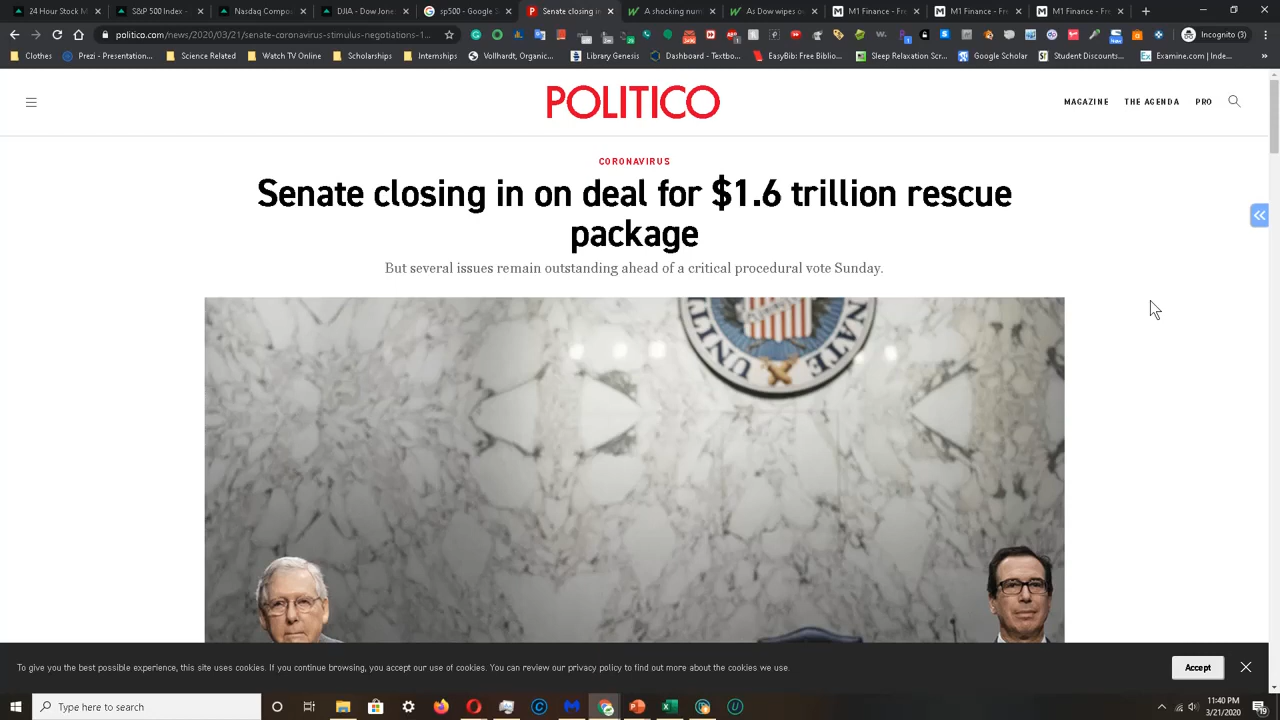 24 Hour Stock M
S&P 500 Index -
Nasdaq Compos
DJIA - Dow Jone
sp500 - Google S
Senate closing i
A shocking num
As Dow wipes o
M1 Finance - Fre
M1 Finance - Fre
M1 Finance - Fre
politico.com/news/2020/03/21/senate-coronavirus-stimulus-negotiations-1...
Incognito (3)
Clothes
Prezi - Presentation...
Science Related
Watch TV Online
Scholarships
Internships
Vollhardt, Organic...
Library Genesis
Dashboard - Textbo...
EasyBib: Free Biblio...
Sleep Relaxation Scr...
Google Scholar
Student Discounts...
Examine.com | Inde...
POLITICO
MAGAZINE THE AGENDA PRO
CORONAVIRUS
Senate closing in on deal for $1.6 trillion rescue
package
But several issues remain outstanding ahead of a critical procedural vote Sunday.
UNITED
NATE
To give you the best possible experience, this site uses cookies. If you continue browsing, you accept our use of cookies. You can review our privacy policy to find out more about the cookies we use.
Accept
Type here to search
11:40 PM
3/21/2020